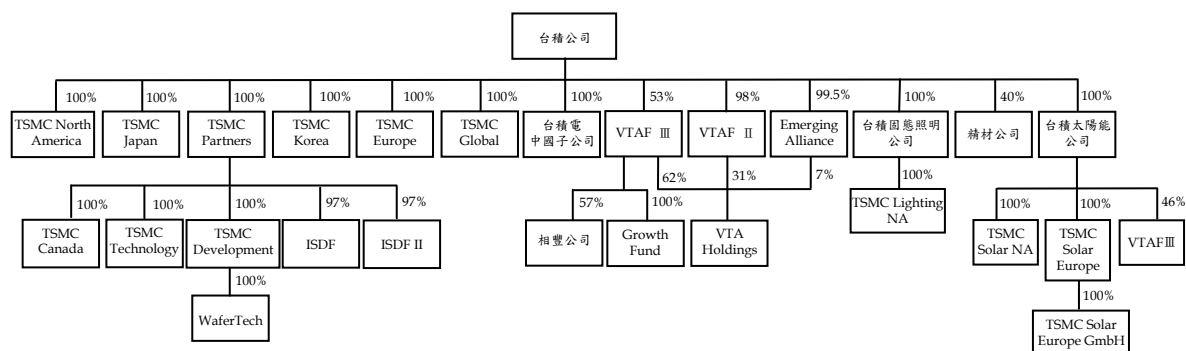 台積公司
100%
100%
100%
100%
100%
100%
100%
53%
98%
99.5%
100%
40%
100%
TSMC North
America
TSMC
Japan
TSMC
Partners
TSMC
Korea
TSMC
Europe
TSMC
Global
台積電
中國子公司
VTAF Ⅲ
VTAF Ⅱ
Emerging
Alliance
台積固態照明
公司
精材公司
台積太陽能
公司
100%
100%
100%
97%
97%
57%
100%
62%
31%
7%
100%
100%
100%
46%
TSMC
Canada
TSMC
Technology
TSMC
Development
ISDF
ISDF II
相豐公司
Growth
Fund
VTA
Holdings
TSMC Lighting
NA
TSMC
Solar NA
TSMC
Solar
Europe
VTAFⅢ
100%
100%
WaferTech
TSMC Solar
Europe GmbH